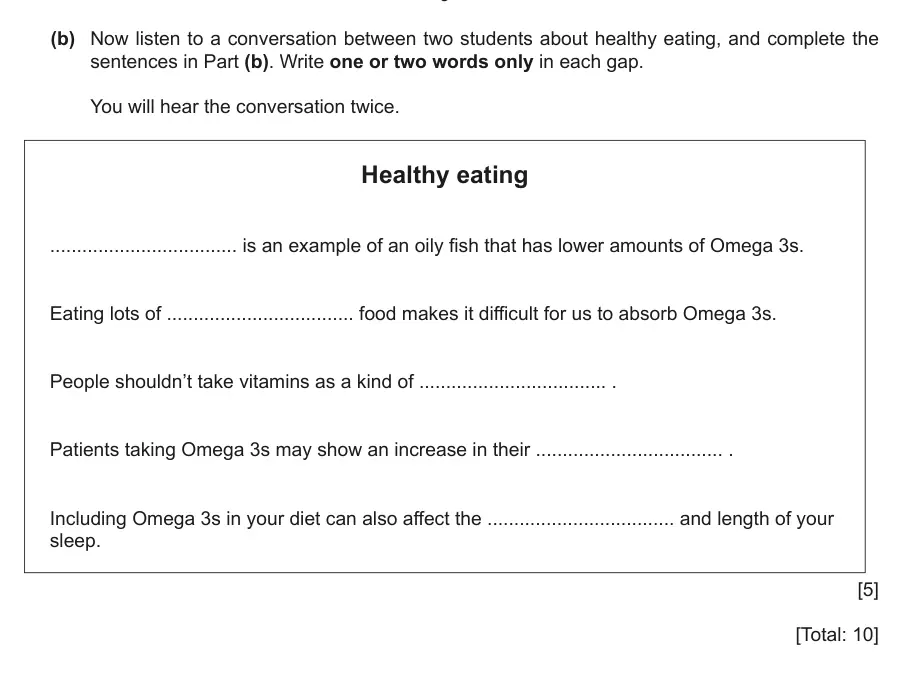 (b) Now listen to a conversation between two students about healthy eating, and complete the
sentences in Part (b). Write one or two words only in each gap.
You will hear the conversation twice.
Healthy eating
................................... is an example of an oily fish that has lower amounts of Omega 3s.
Eating lots of ................................... food makes it difficult for us to absorb Omega 3s.
People shouldn’t take vitamins as a kind of ................................... .
Patients taking Omega 3s may show an increase in their ................................... .
Including Omega 3s in your diet can also affect the ................................... and length of your
sleep.
[5]
[Total: 10]